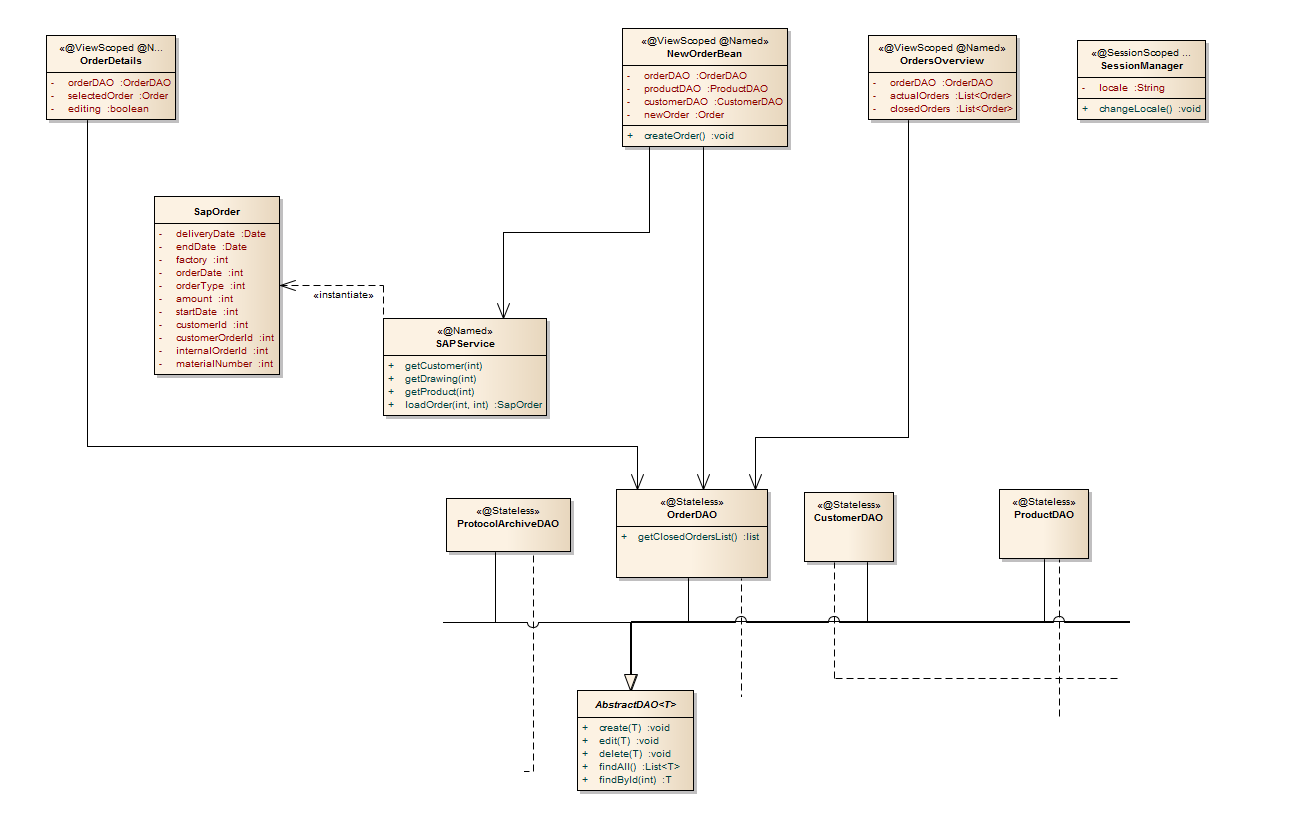 «@ViewScoped @N...
OrderDetails
- orderDAO :OrderDAO
- selectedOrder :Order
- editing :boolean
«@ViewScoped @Named»
NewOrderBean
- orderDAO :OrderDAO
- productDAO :ProductDAO
- customerDAO :CustomerDAO
- newOrder :Order
+ createOrder() :void
«@ViewScoped @Named»
OrdersOverview
- orderDAO :OrderDAO
- actualOrders :List<Order>
- closedOrders :List<Order>
«@SessionScoped ...
SessionManager
- locale :String
+ changeLocale() :void
SapOrder
- deliveryDate :Date
- endDate :Date
- factory :int
- orderDate :int
- orderType :int
- amount :int
- startDate :int
- customerId :int
- customerOrderId :int
- internalOrderId :int
- materialNumber :int
«instantiate»
«@Named»
SAPService
+ getCustomer(int)
+ getDrawing(int)
+ getProduct(int)
+ loadOrder(int, int) :SapOrder
«@Stateless»
ProtocolArchiveDAO
«@Stateless»
OrderDAO
+ getClosedOrdersList() :list
«@Stateless»
CustomerDAO
«@Stateless»
ProductDAO
AbstractDAO<T>
+ create(T) :void
+ edit(T) :void
+ delete(T) :void
+ findAll() :List<T>
+ findById(int) :T